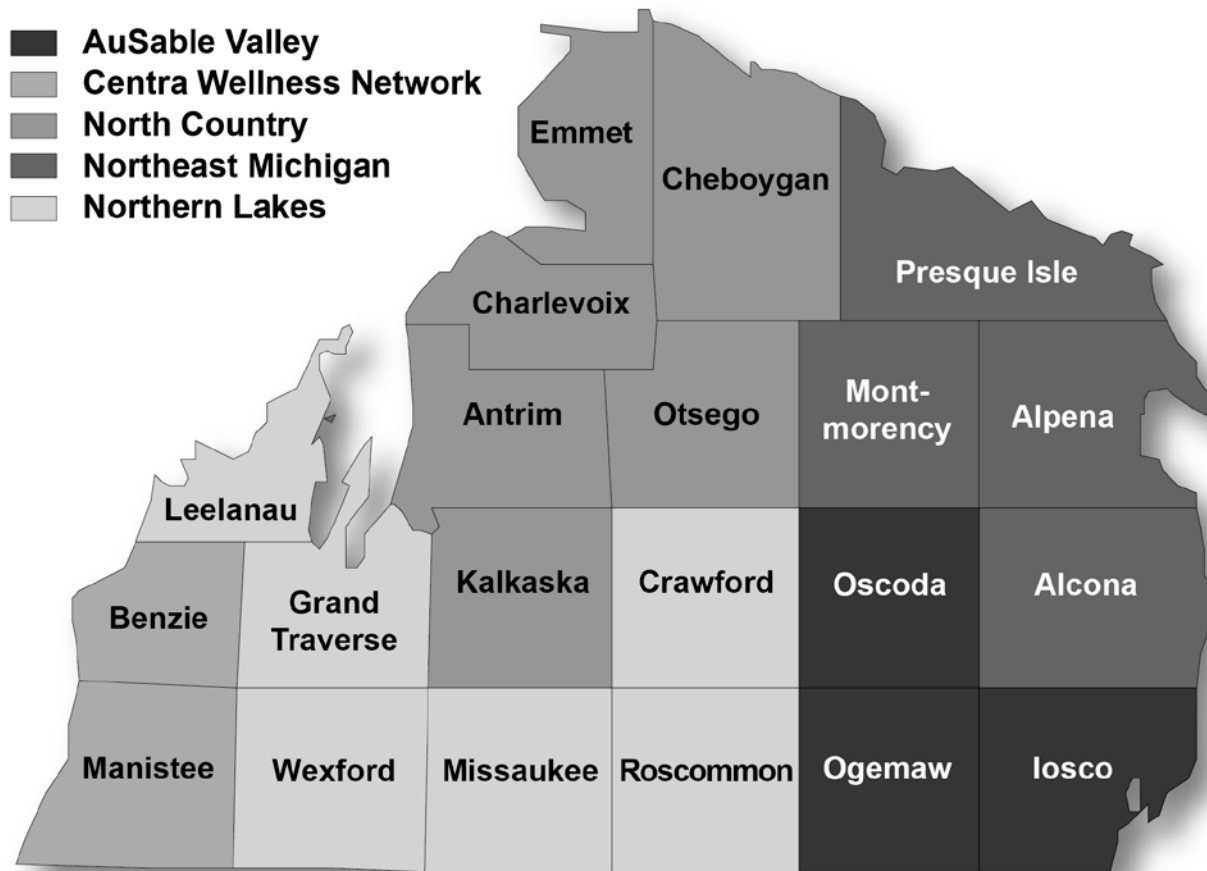 AuSable Valley
Centra Wellness Network
North Country
Northeast Michigan
Northern Lakes
Emmet
Cheboygan
Presque Isle
Charlevoix
Antrim
Otsego
Mont-
morency
Alpena
Leelanau
Benzie
Grand
Traverse
Kalkaska
Crawford
Oscoda
Alcona
Manistee
Wexford
Missaukee
Roscommon
Ogemaw
Iosco